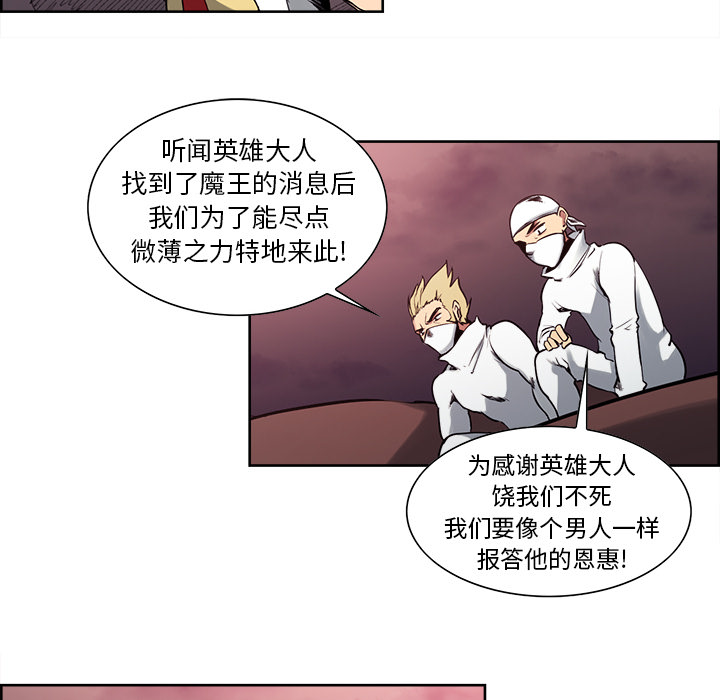 听闻英雄大人
找到了魔王的消息后
我们为了能尽点
微薄之力特地来此!
为感谢英雄大人
饶我们不死
我们要像个男人一样
报答他的恩惠!